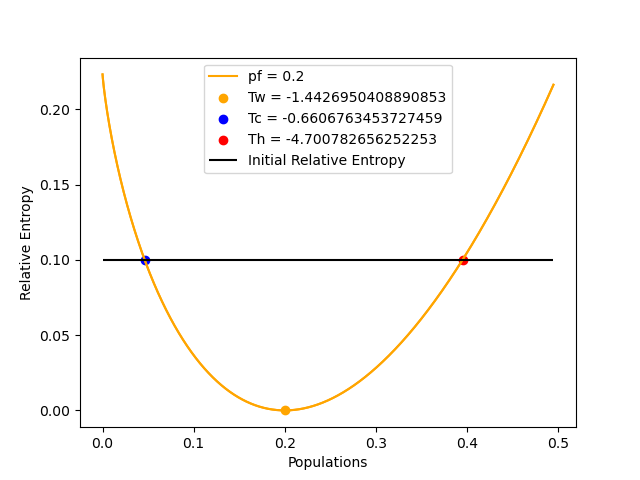 pf = 0.2
Tw = -1.4426950408890853
Tc = -0.6606763453727459
Th = -4.700782656252253
Initial Relative Entropy
Relative Entropy
0.20
0.15
0.10
0.05
0.00
0.0 0.1 0.2 0.3 0.4 0.5
Populations